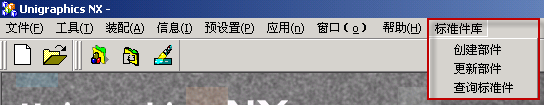 Unigraphics NX -
文件(F) 工具(T) 装配(A) 信息(I) 预设置(P) 应用(n) 窗口(o) 帮助(H) 标准件库
创建部件
更新部件
查询标准件